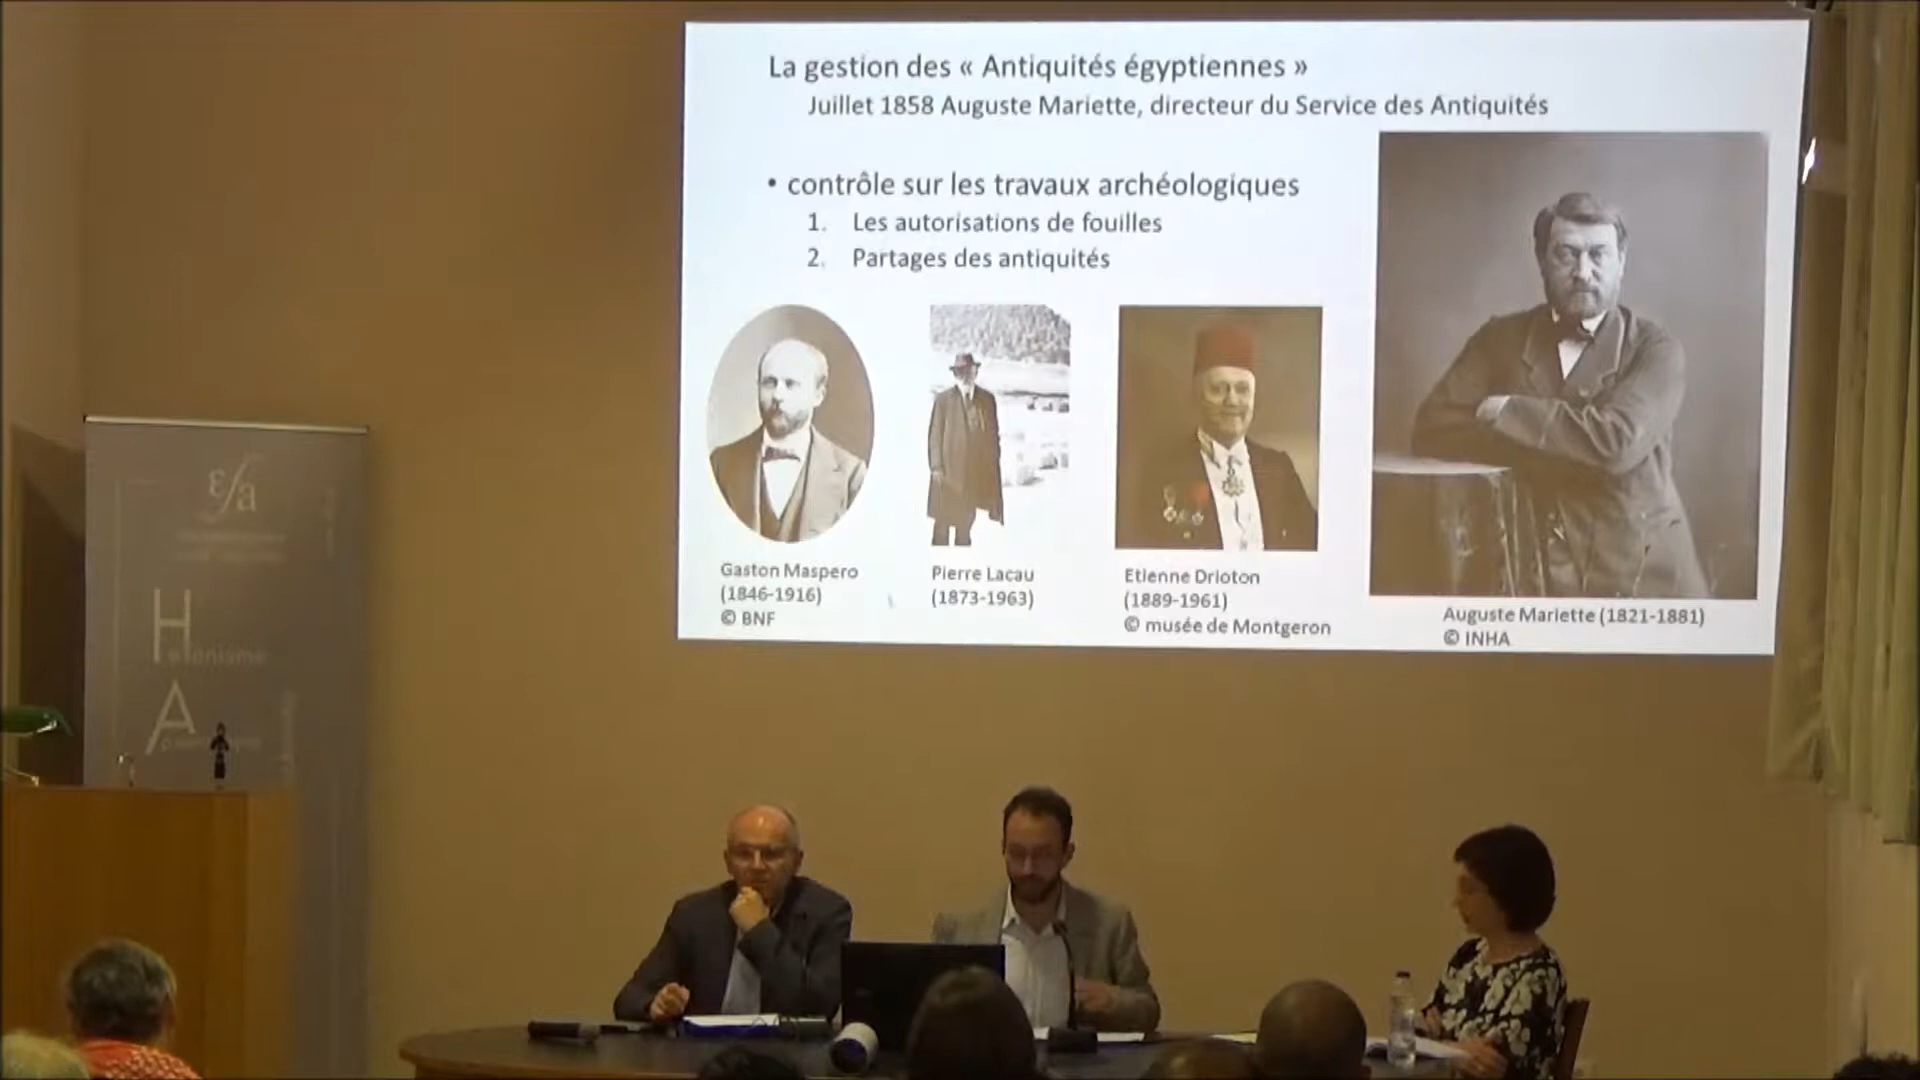 La gestion des « Antiquités égyptiennes »
Juillet 1858 Auguste Mariette, directeur du Service des Antiquités
• contrôle sur les travaux archéologiques
1. Les autorisations de fouilles
2. Partages des antiquités
Gaston Maspero
(1846-1916)
© BNF
Pierre Lacau
(1873-1963)
Etienne Drioton
(1889-1961)
© musée de Montgeron
Auguste Mariette (1821-1881)
© INHA
εfa
H
A